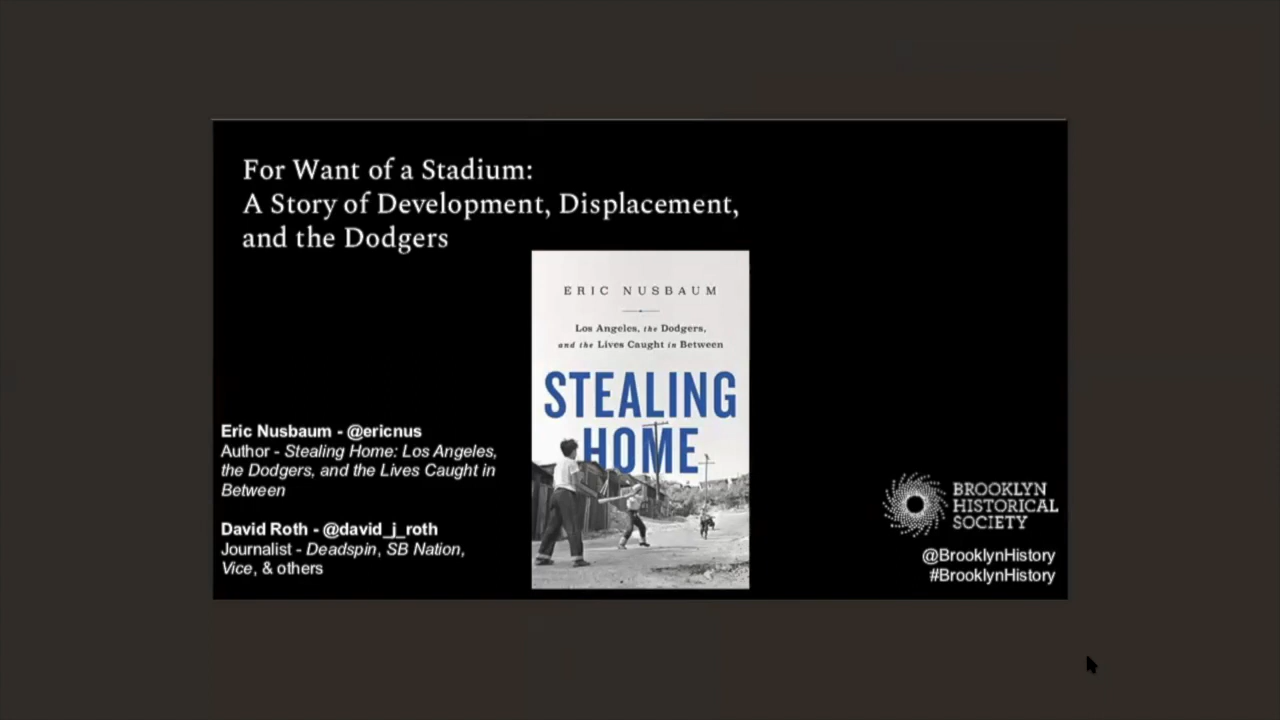 For Want of a Stadium:
A Story of Development, Displacement,
and the Dodgers
ERIC NUSBAUM
Los Angeles, the Dodgers,
and the Lives Caught in Between
STEALING
HOME
Eric Nusbaum - @ericnus
Author - Stealing Home: Los Angeles,
the Dodgers, and the Lives Caught in
Between
David Roth - @david_j_roth
Journalist - Deadspin, SB Nation,
Vice, & others
BROOKLYN
HISTORICAL
SOCIETY
@BrooklynHistory
#BrooklynHistory